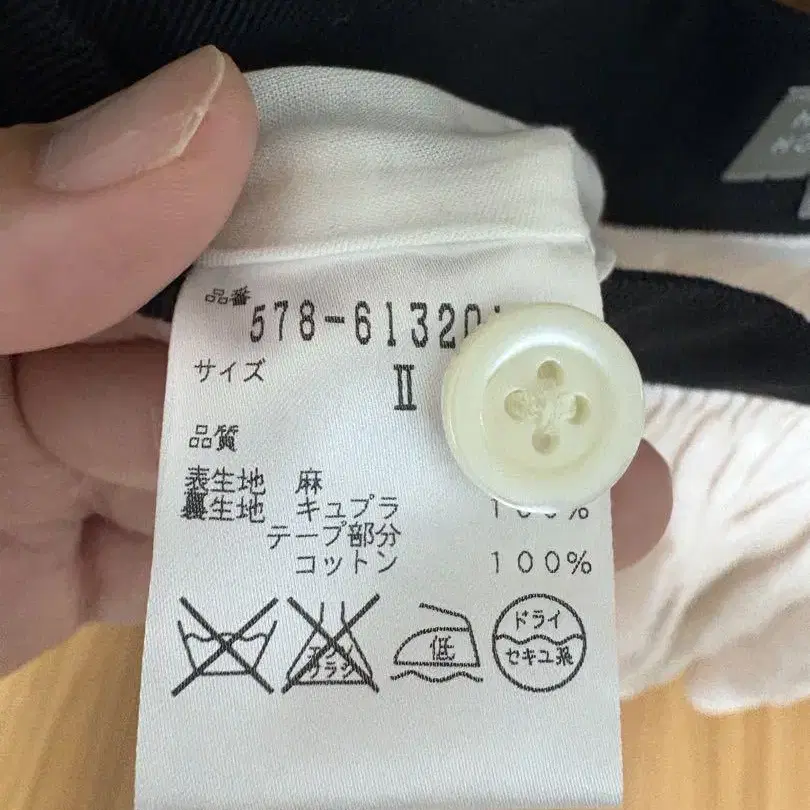 品番
578-61320
サイズ II
品質
表生地 麻
裏生地 キュプラ 100%
テープ部分
コットン 100%
低
ドライ
セキユ系